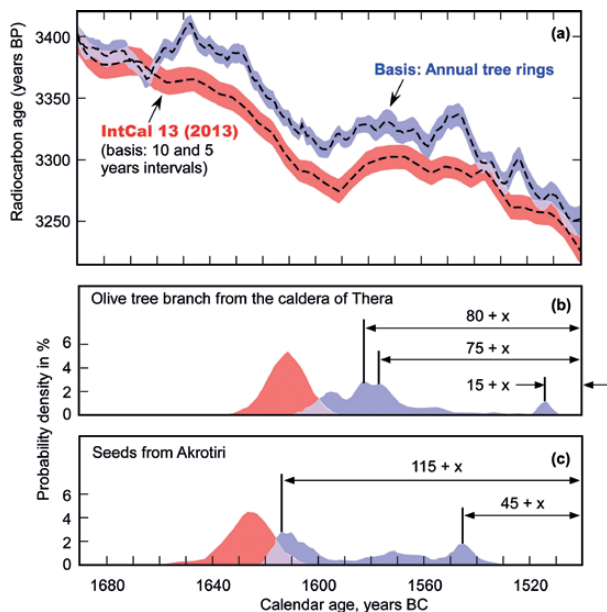 (a)
Radiocarbon age (years BP)
3400
3350
3300
3250
Basis: Annual tree rings
IntCal 13 (2013)
(basis: 10 and 5
years intervals)
Olive tree branch from the caldera of Thera
(b)
Probability density in %
6
4
2
0
80 + x
75 + x
15 + x
Seeds from Akrotiri
(c)
6
4
2
0
115 + x
45 + x
1680
1640
1600
1560
1520
Calendar age, years BC